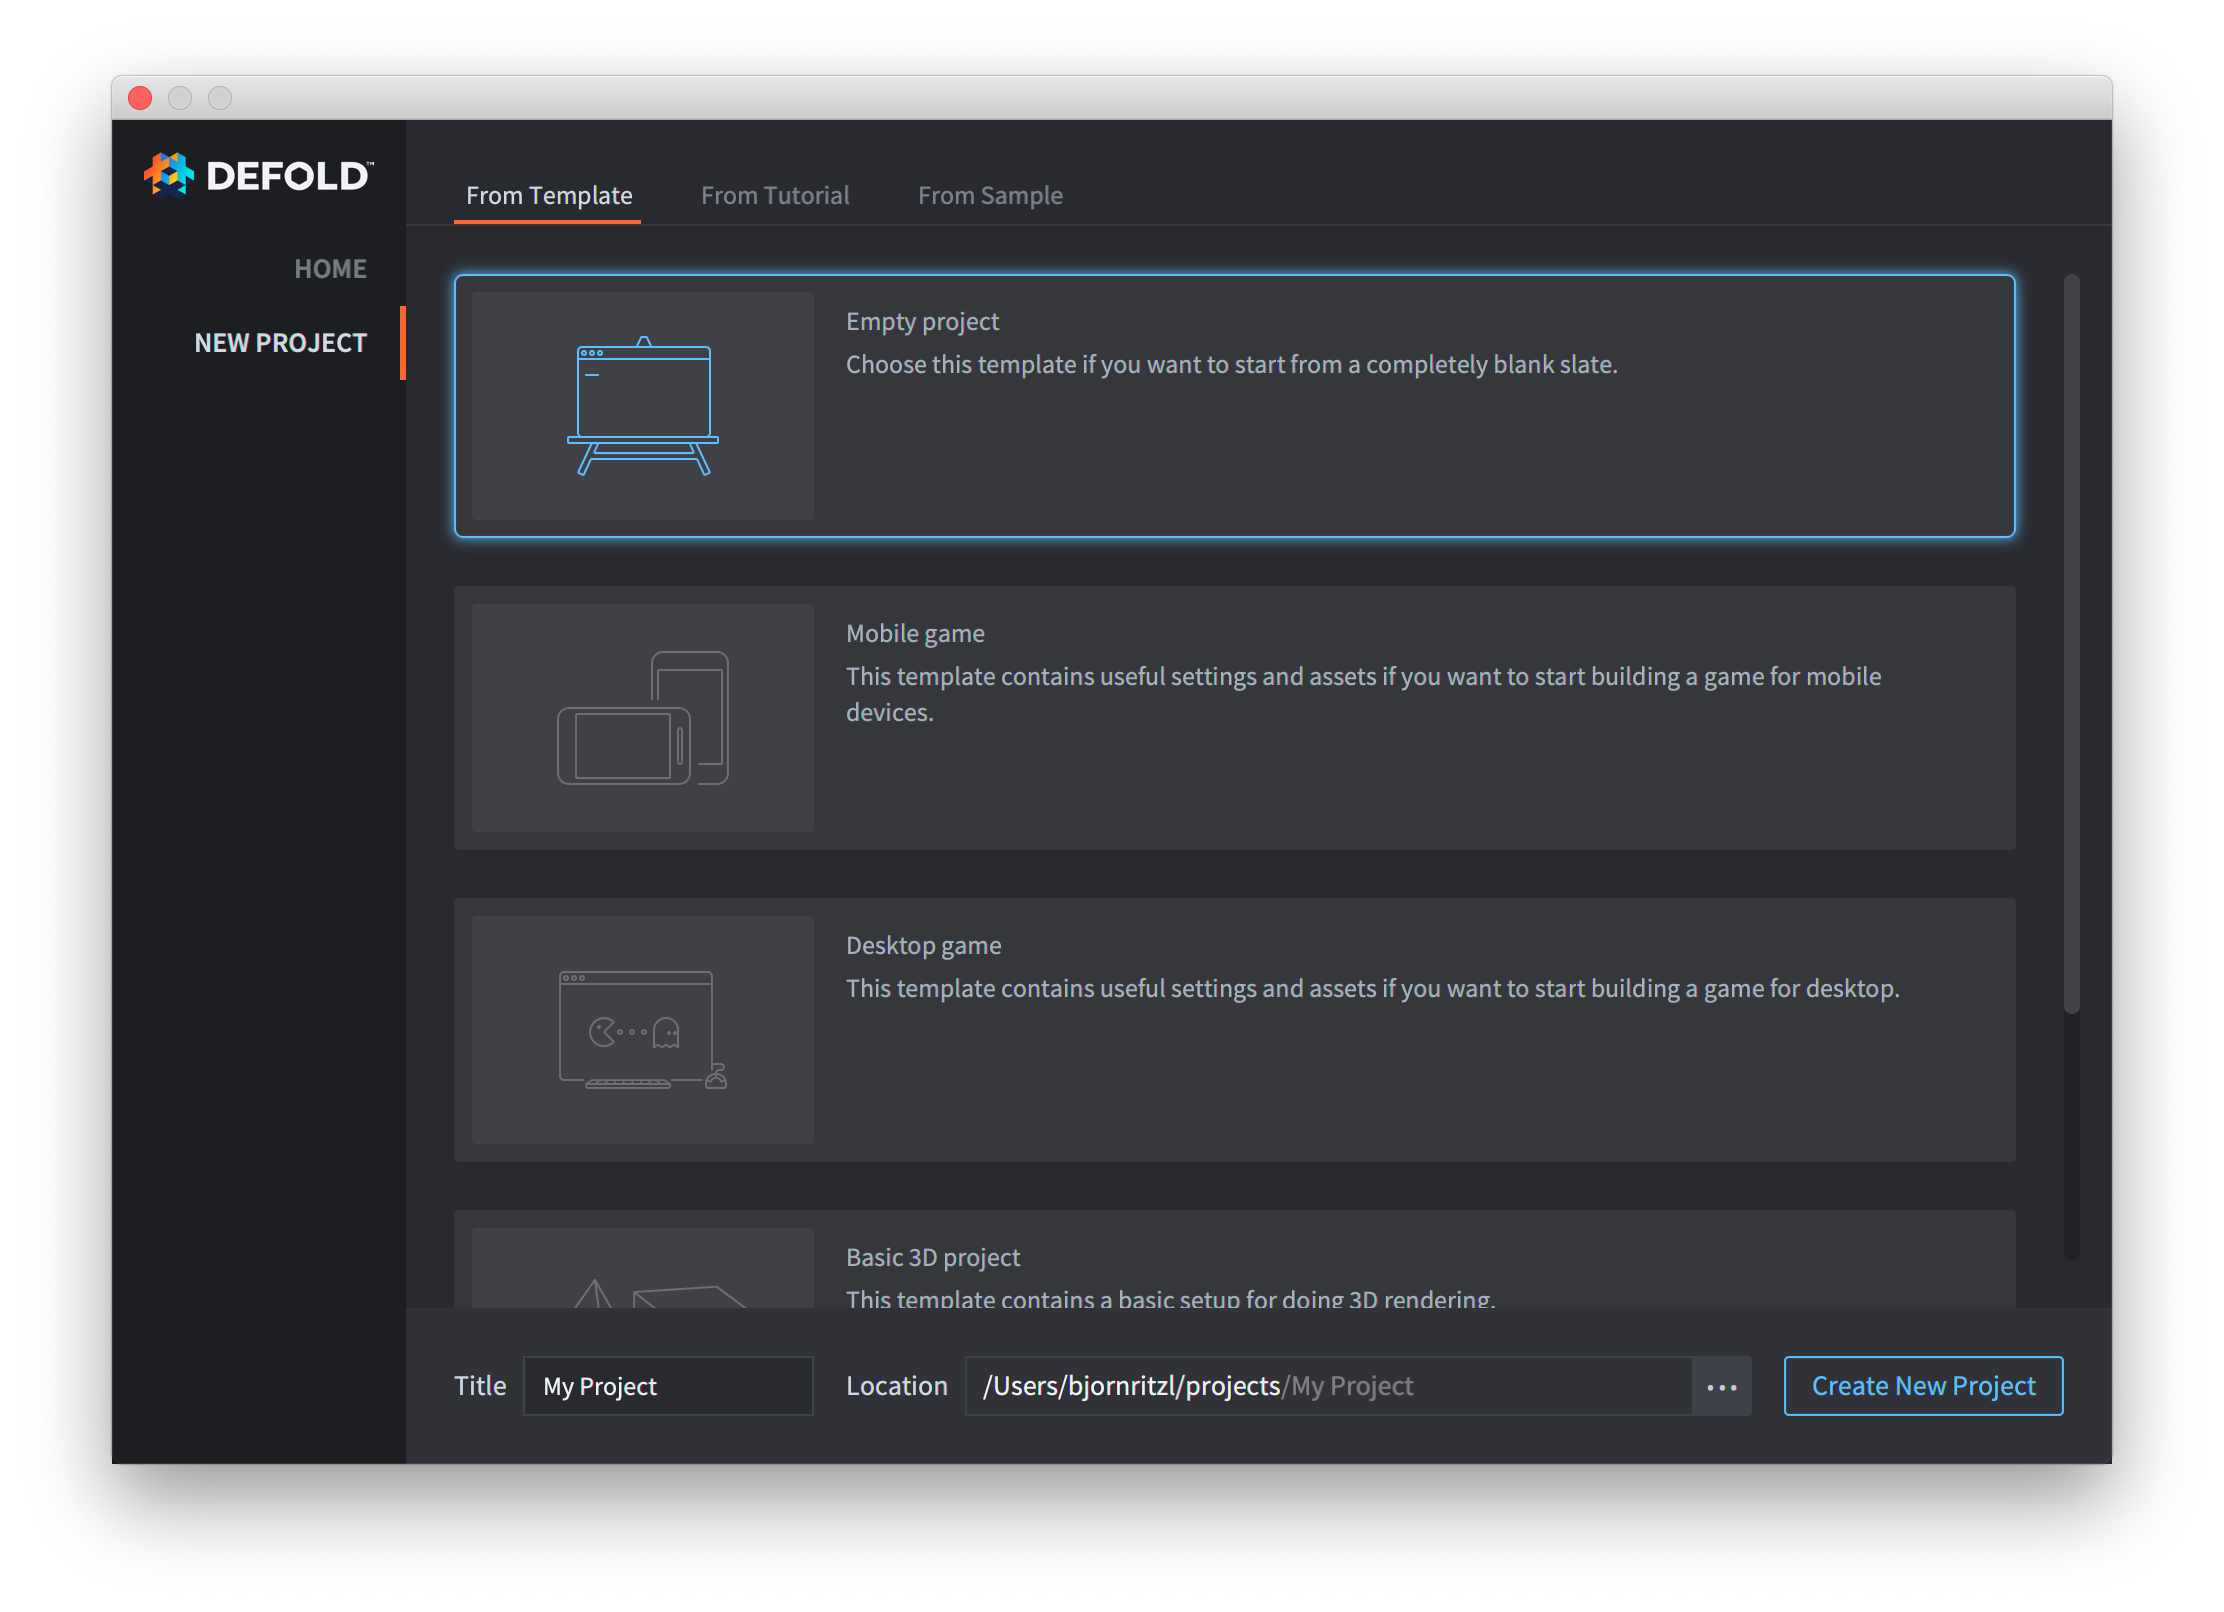 DEFOLD™
HOME
NEW PROJECT
From Template From Tutorial From Sample
Empty project
Choose this template if you want to start from a completely blank slate.
Mobile game
This template contains useful settings and assets if you want to start building a game for mobile
devices.
Desktop game
This template contains useful settings and assets if you want to start building a game for desktop.
Basic 3D project
This template contains a basic setup for doing 3D rendering.
Title My Project Location /Users/bjornritzl/projects/My Project ... Create New Project